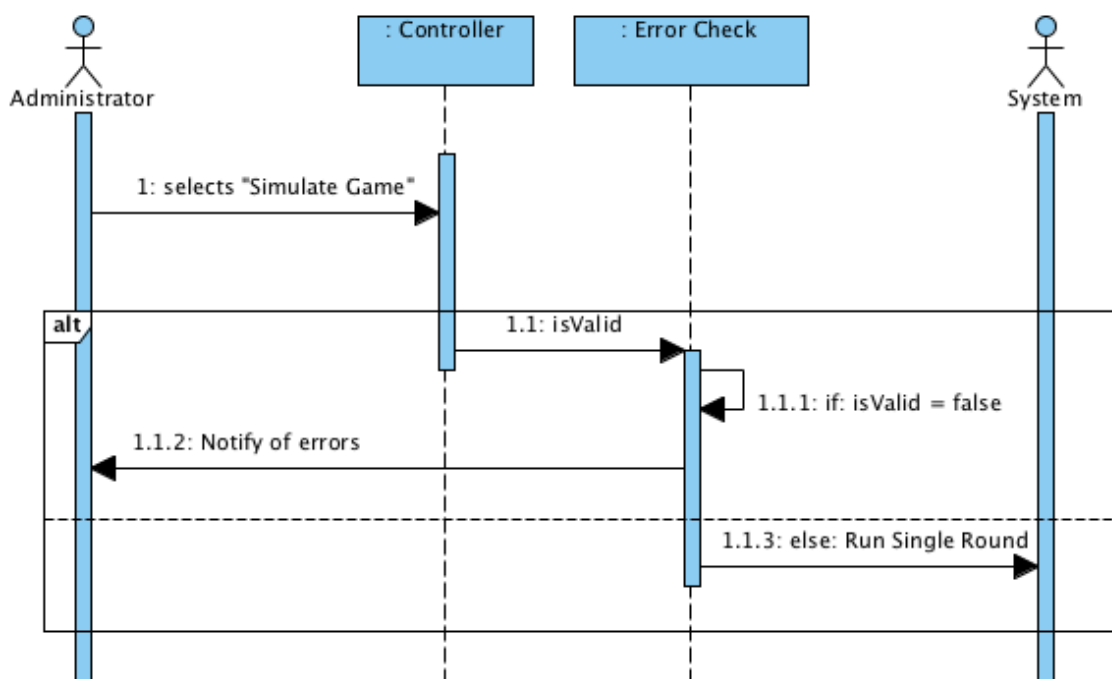 : Controller
: Error Check
Administrator
System
1: selects "Simulate Game"
alt
1.1: isValid
1.1.1: if: isValid = false
1.1.2: Notify of errors
1.1.3: else: Run Single Round